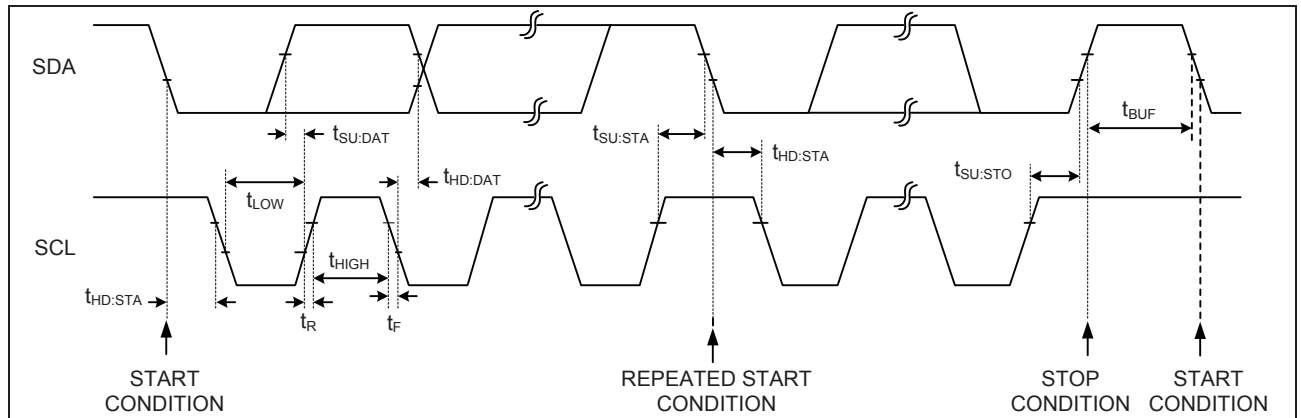 SDA
tSU:DAT
tSU:STA
tBUF
tHD:STA
tHD:DAT
tSU:STO
tLOW
SCL
tHIGH
tHD:STA
tR
tF
START
CONDITION
REPEATED START
CONDITION
STOP
CONDITION
START
CONDITION